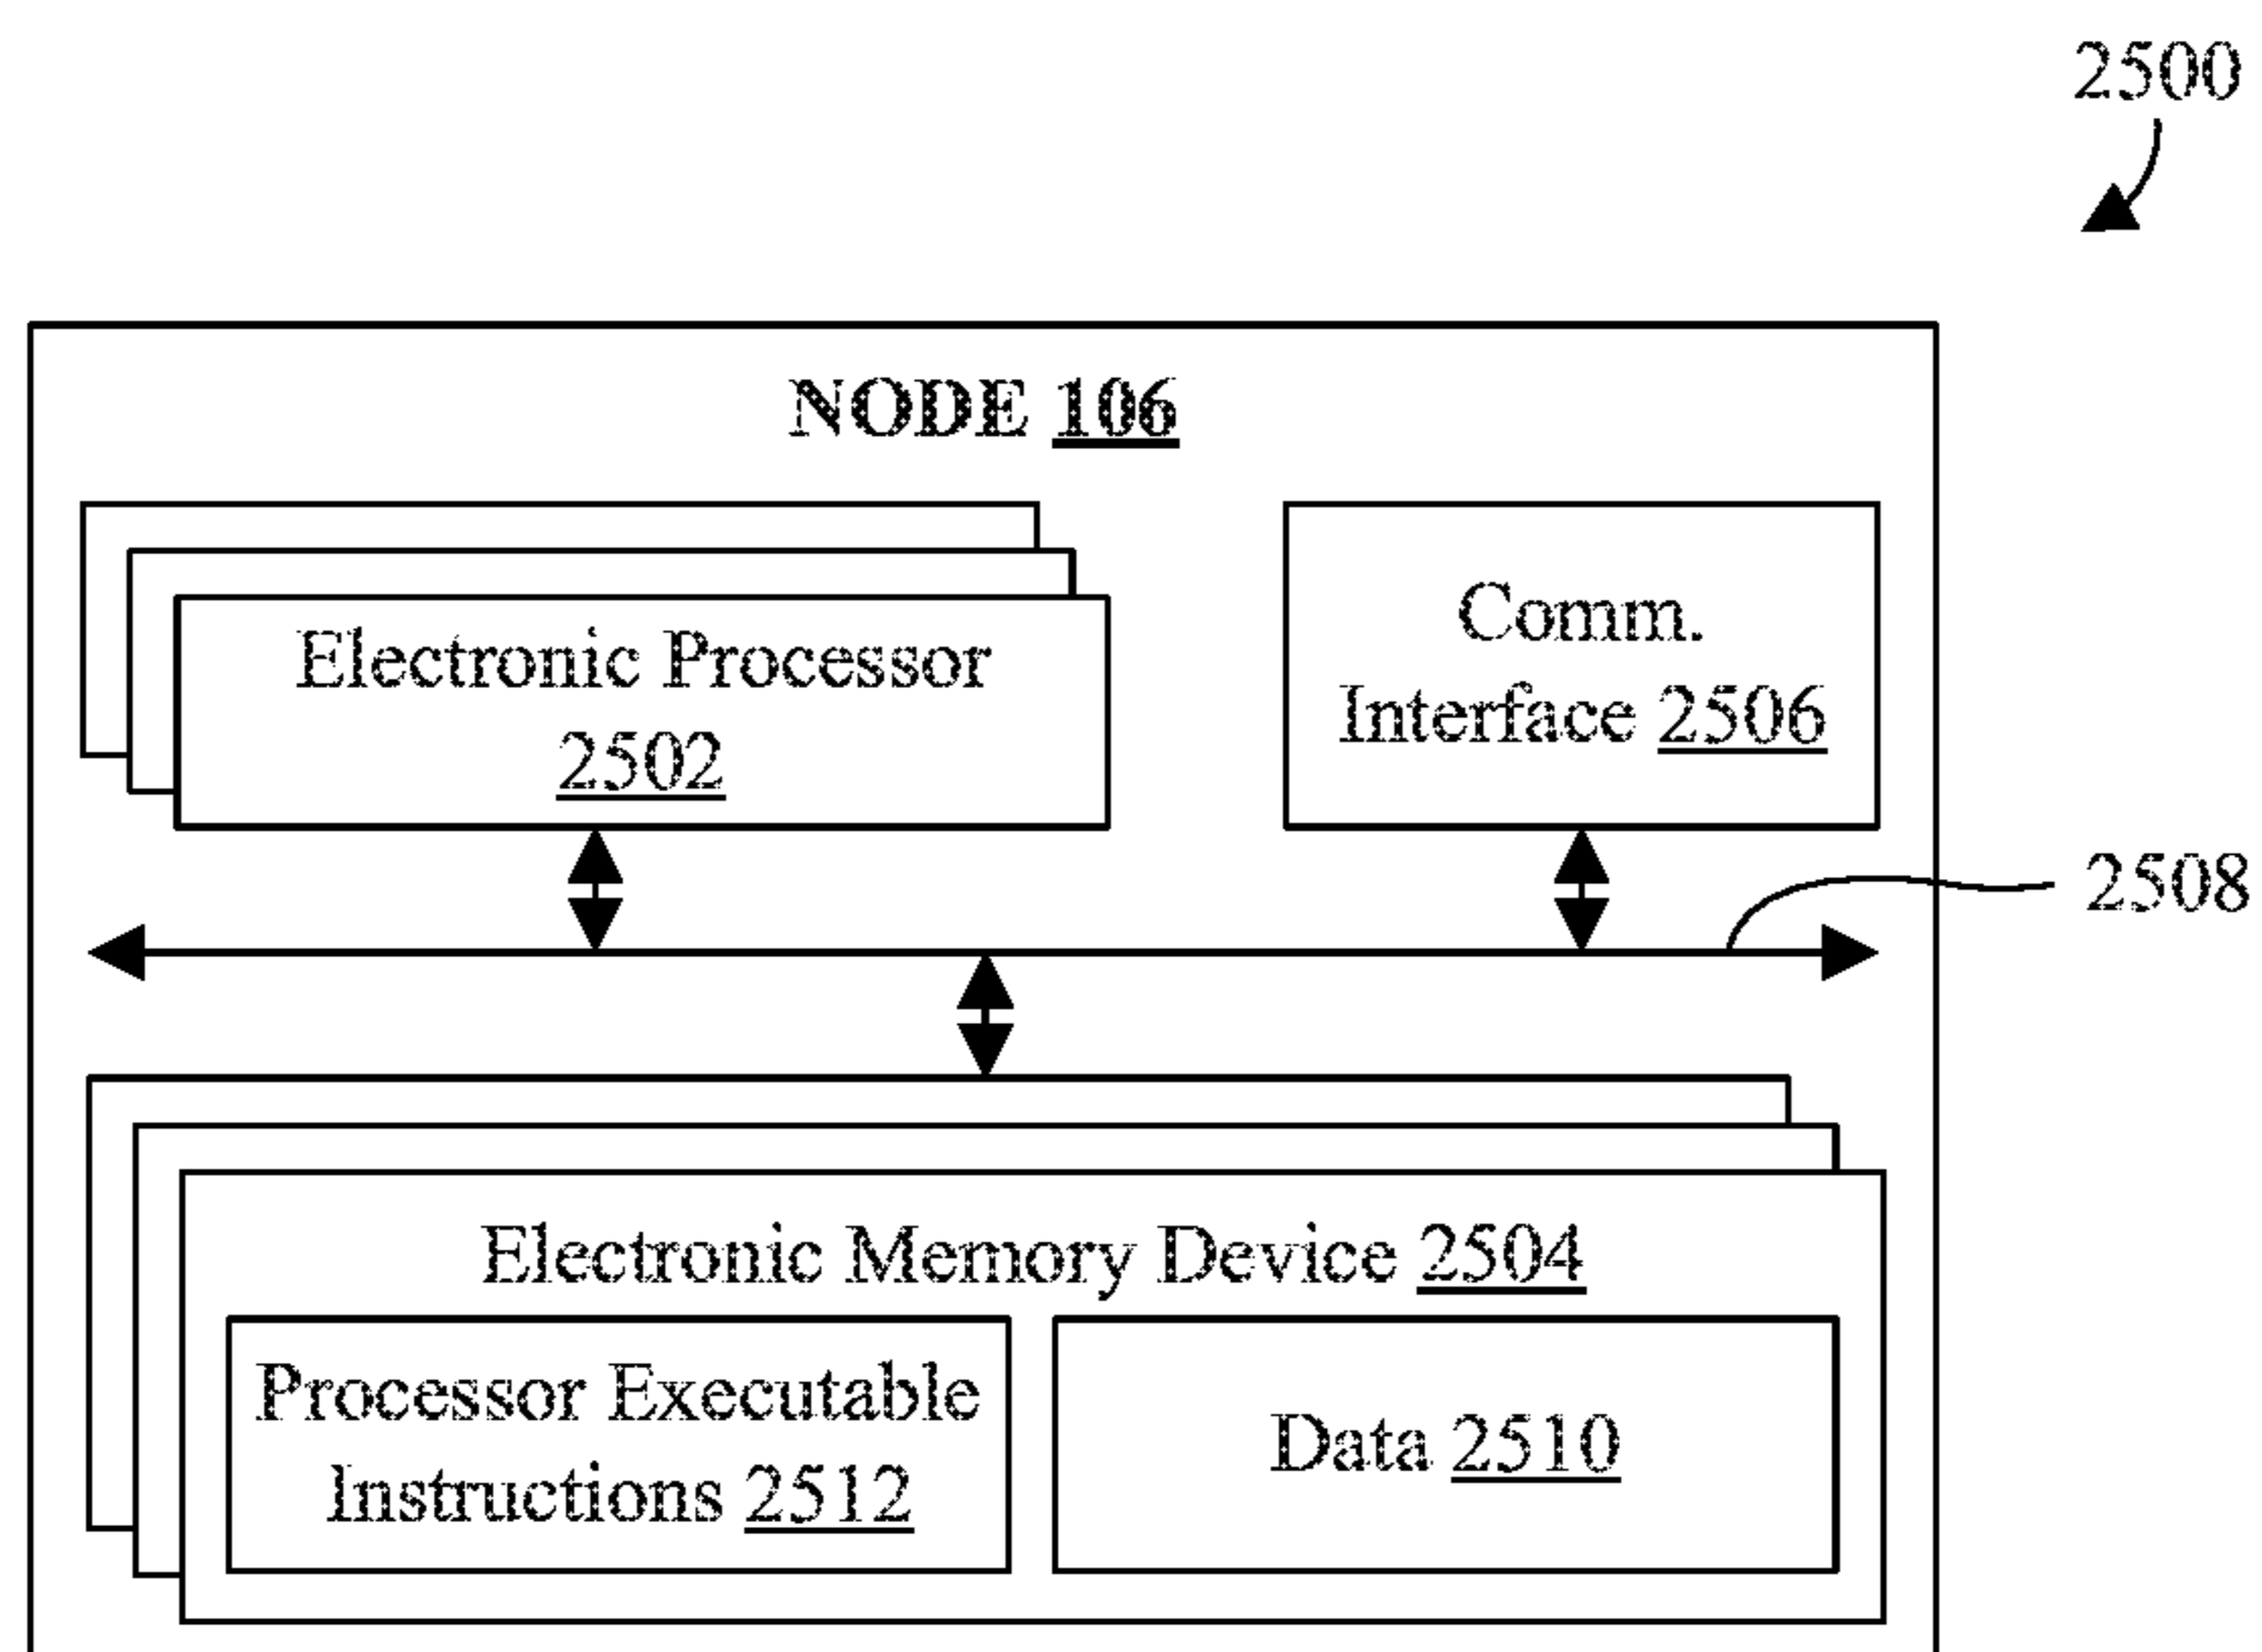 2500
NODE 106
Electronic Processor
2502
Comm.
Interface 2506
2508
Electronic Memory Device 2504
Processor Executable
Instructions 2512
Data 2510